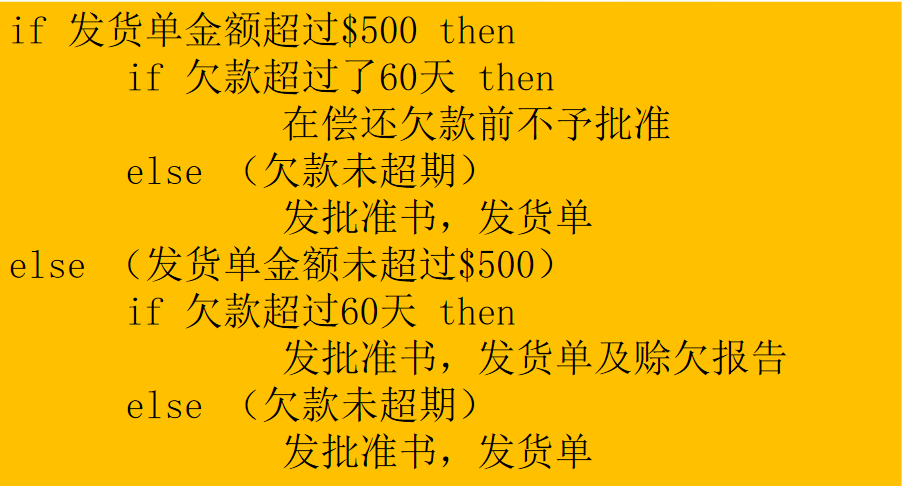 if 发货单金额超过$500 then
if 欠款超过了60天 then
在偿还欠款前不予批准
else （欠款未超期）
发批准书，发货单
else （发货单金额未超过$500）
if 欠款超过60天 then
发批准书，发货单及赊欠报告
else （欠款未超期）
发批准书，发货单